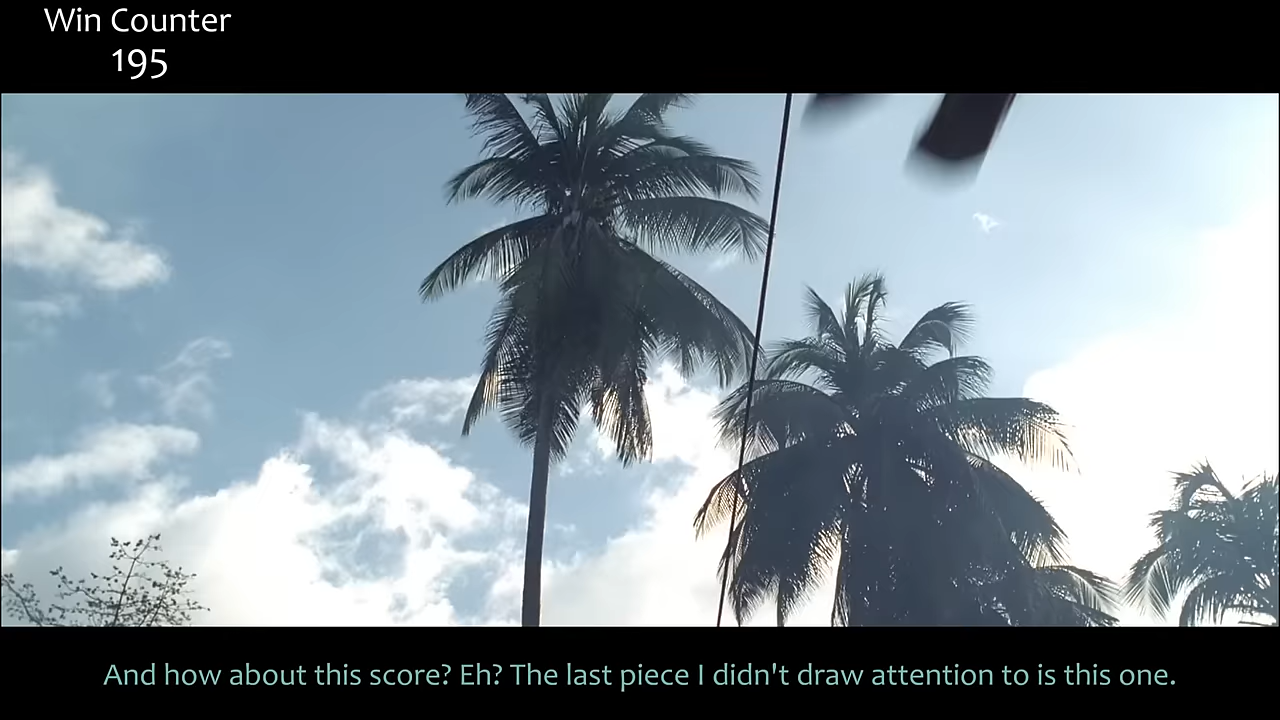 Win Counter
195
And how about this score? Eh? The last piece I didn't draw attention to is this one.